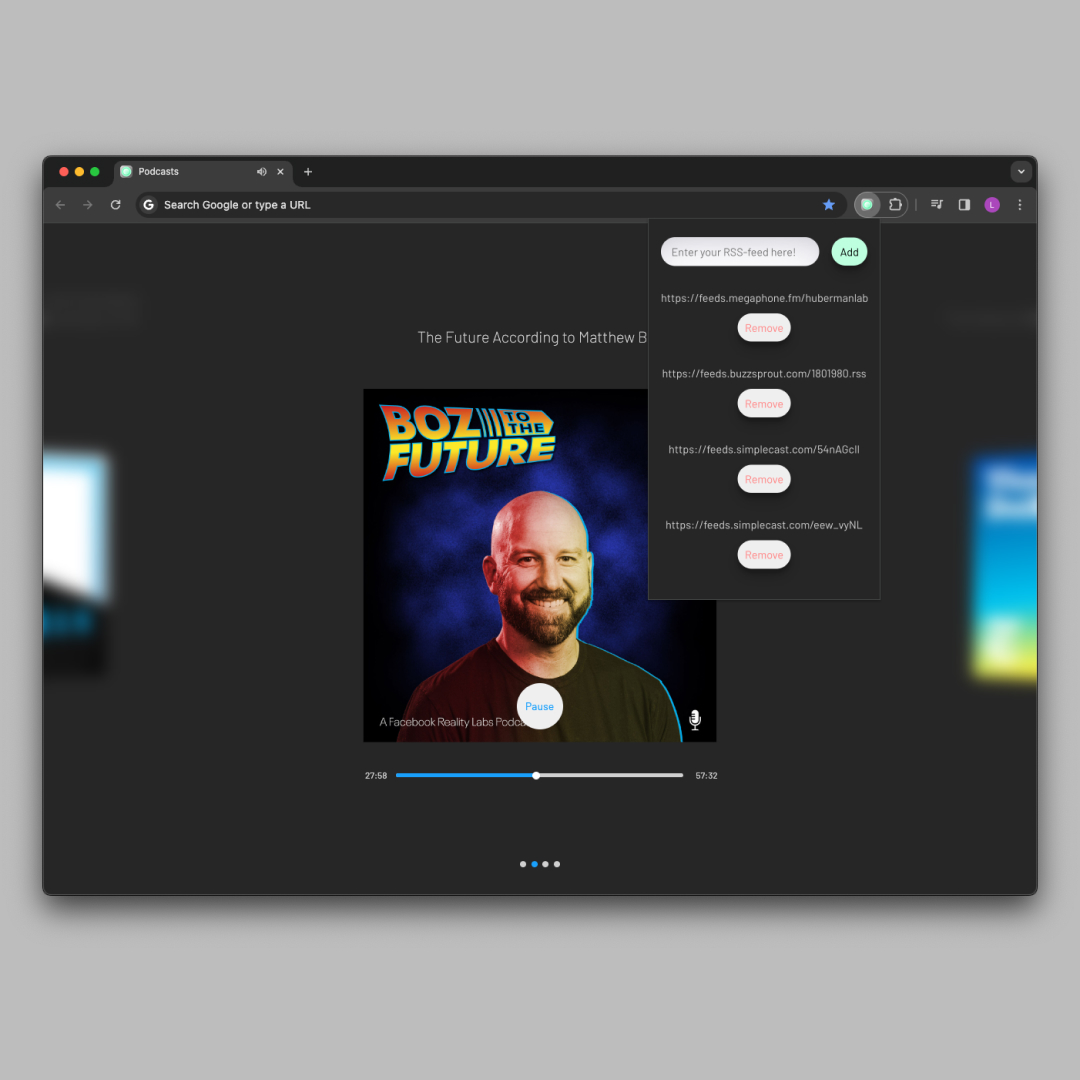 Podcasts
G Search Google or type a URL
L
Enter your RSS-feed here!
Add
https://feeds.megaphone.fm/hubermanlab
Remove
https://feeds.buzzsprout.com/1801980.rss
Remove
https://feeds.simplecast.com/54nAGcIl
Remove
https://feeds.simplecast.com/eew_vyNL
Remove
The Future According to Matthew B
BOZ TO THE
FUTURE
Pause
A Facebook Reality Labs
27:58
57:32